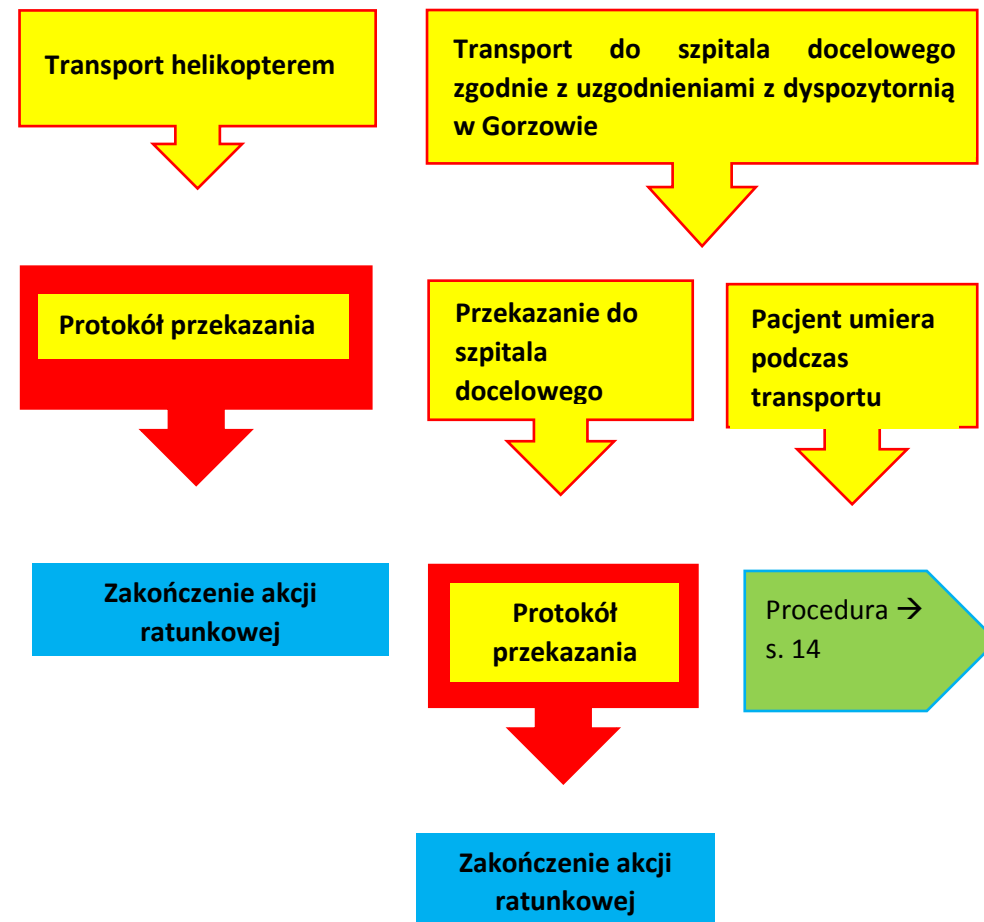 Transport helikopterem
Transport do szpitala docelowego
zgodnie z uzgodnieniami z dyspozytornią
w Gorzowie
Protokół przekazania
Przekazanie do
szpitala
docelowego
Pacjent umiera
podczas
transportu
Zakończenie akcji
ratunkowej
Protokół
przekazania
Procedura →
s. 14
Zakończenie akcji
ratunkowej